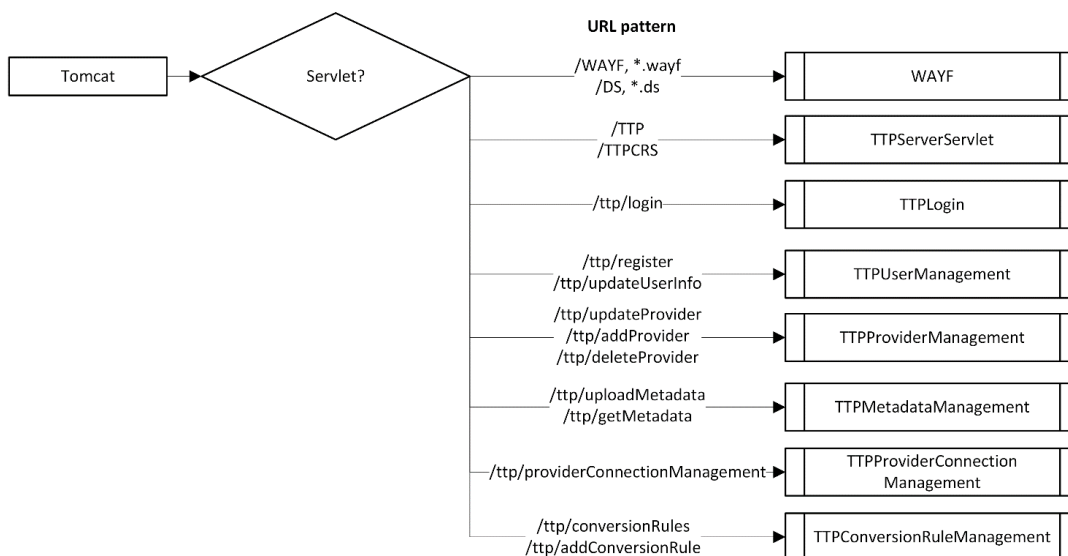 URL pattern
Tomcat
Servlet?
/WAYF, *.wayf
/DS, *.ds
WAYF
/TTP
/TTPCRS
TTPServerServlet
/ttp/login
TTPLogin
/ttp/register
/ttp/updateUserInfo
TTPUserManagement
/ttp/updateProvider
/ttp/addProvider
/ttp/deleteProvider
TTPProviderManagement
/ttp/uploadMetadata
/ttp/getMetadata
TTPMetadataManagement
/ttp/providerConnectionManagement
TTPProviderConnection
Management
/ttp/conversionRules
/ttp/addConversionRule
TTPConversionRuleManagement